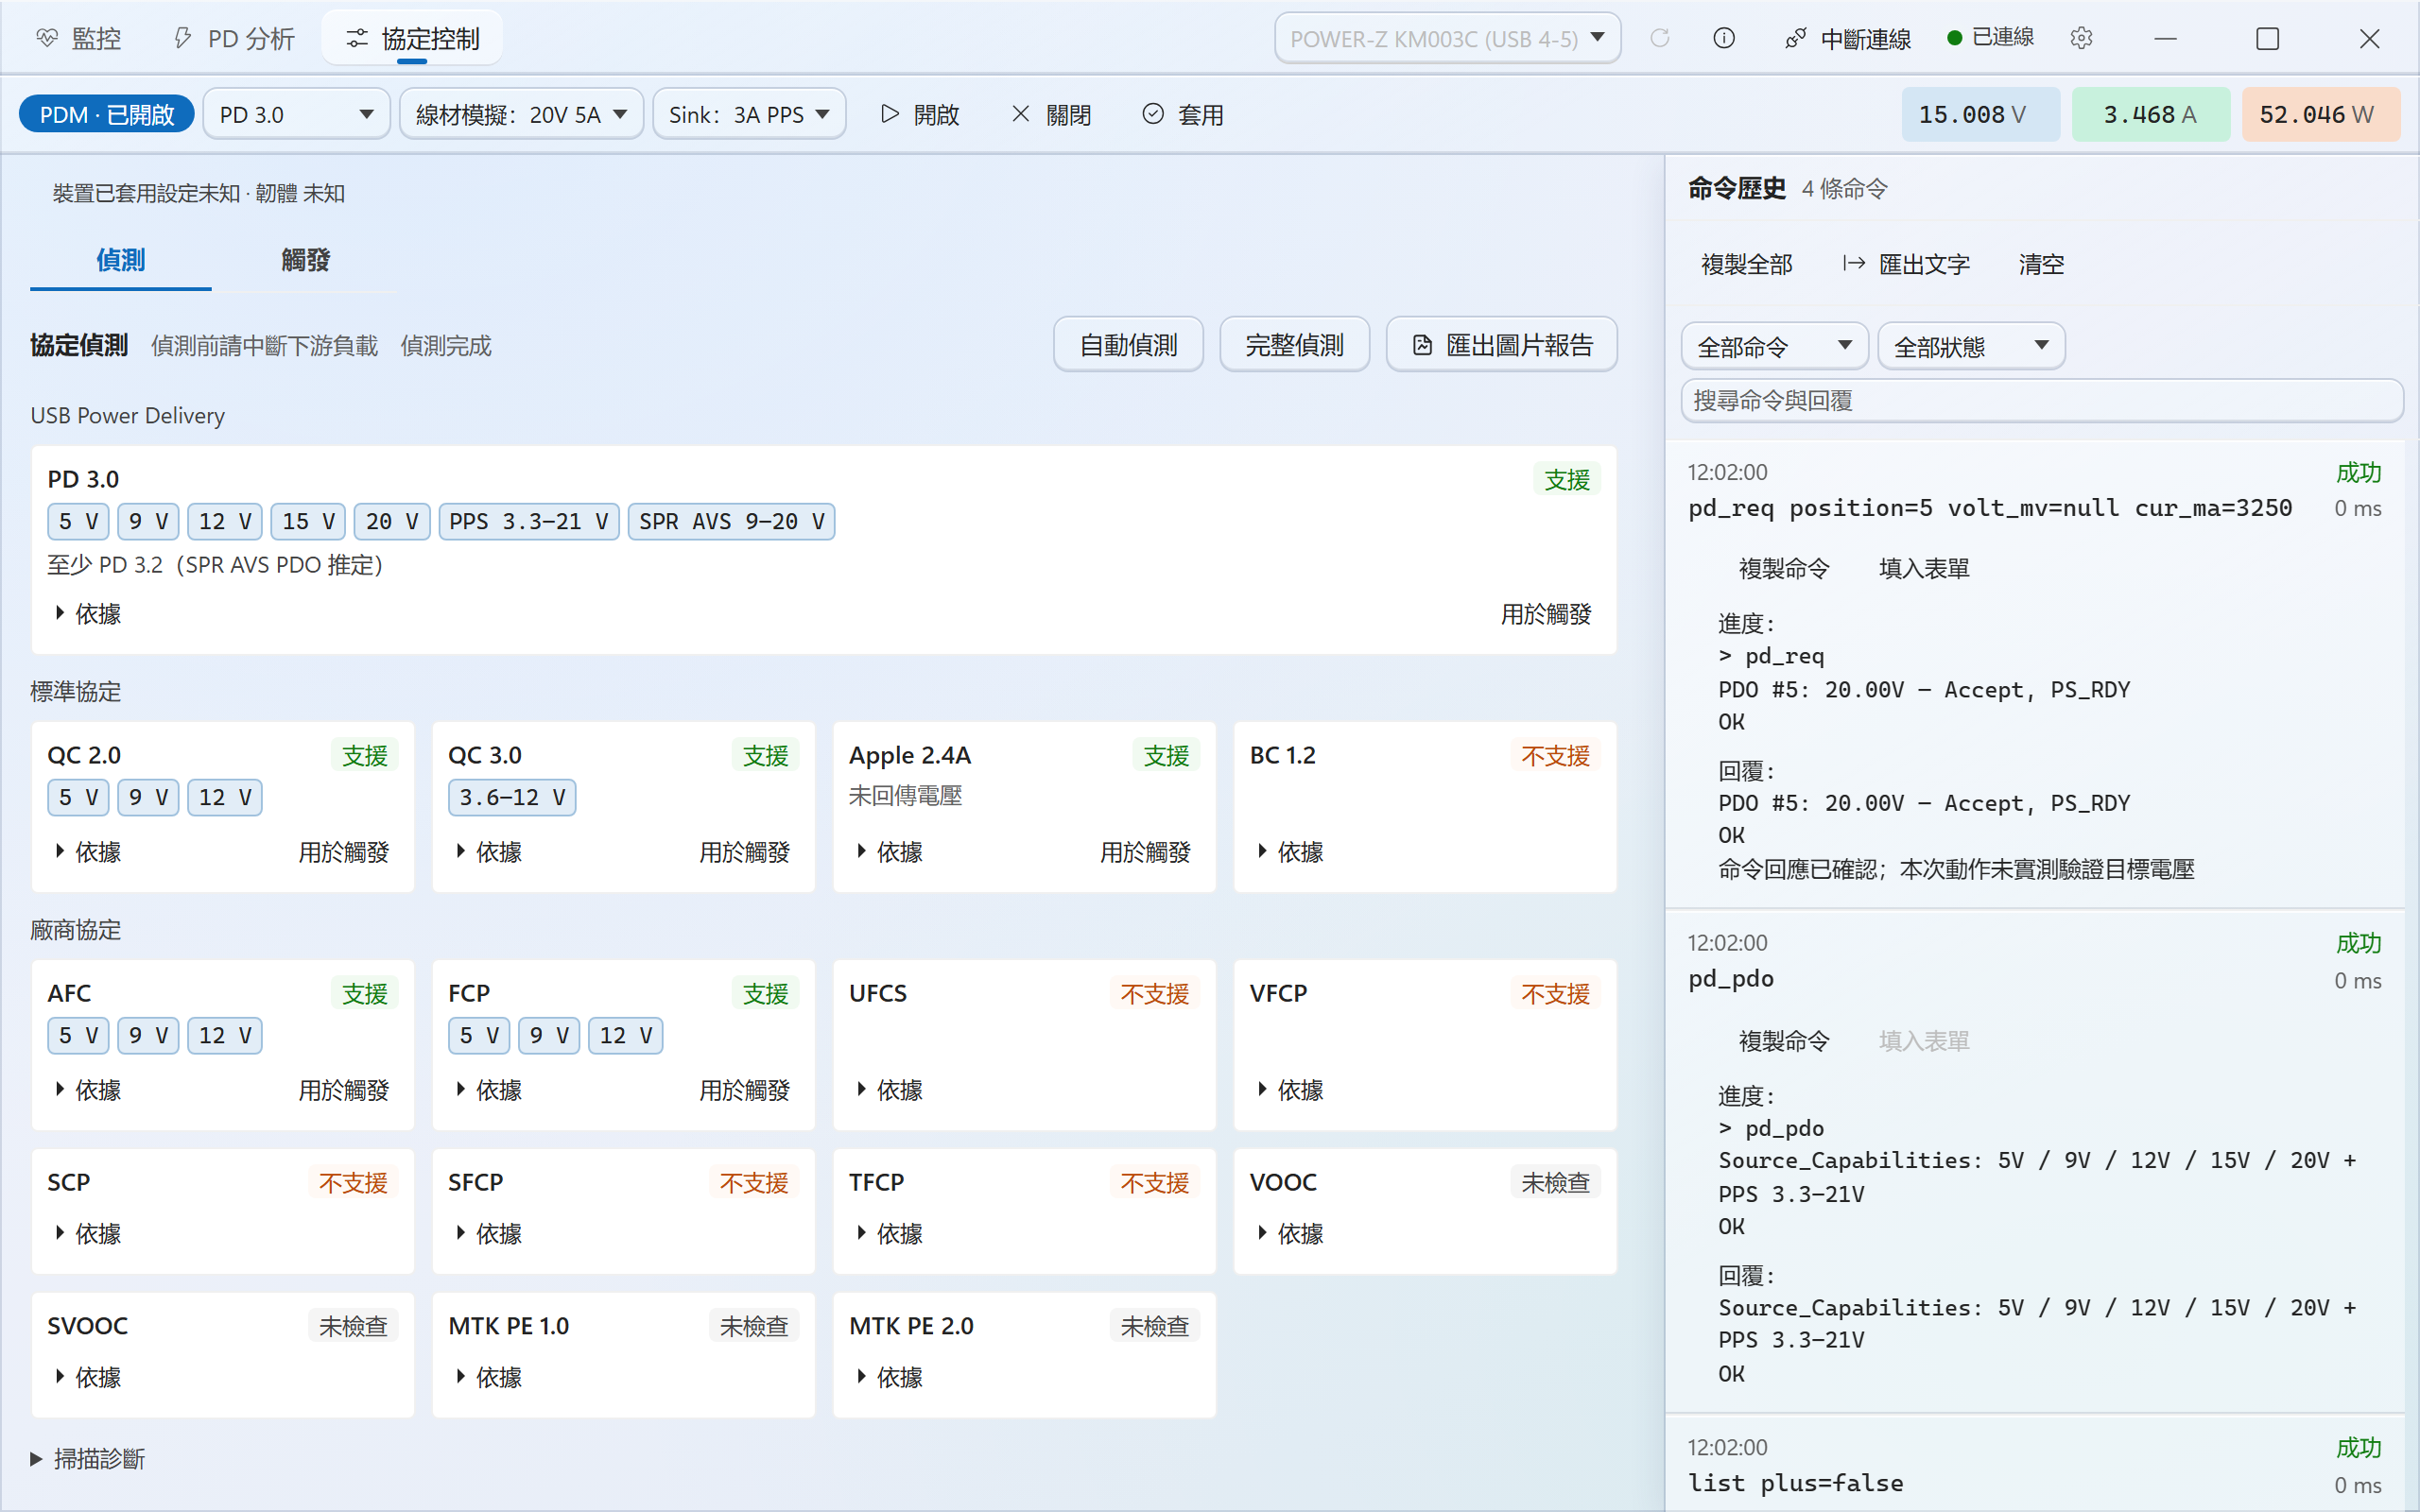 監控
PD 分析
協定控制
POWER-Z KM003C (USB 4-5)
中斷連線
已連線
PDM · 已開啟
PD 3.0
線材模擬：20V 5A
Sink：3A PPS
開啟
關閉
套用
15.008 V
3.468 A
52.046 W
裝置已套用設定未知 · 韌體 未知
偵測
觸發
協定偵測 偵測前請中斷下游負載 偵測完成
自動偵測
完整偵測
匯出圖片報告
USB Power Delivery
PD 3.0
支援
5 V
9 V
12 V
15 V
20 V
PPS 3.3–21 V
SPR AVS 9–20 V
至少 PD 3.2（SPR AVS PDO 推定）
依據
用於觸發
標準協定
QC 2.0
支援
5 V
9 V
12 V
依據
用於觸發
QC 3.0
支援
3.6–12 V
依據
用於觸發
Apple 2.4A
支援
未回傳電壓
依據
用於觸發
BC 1.2
不支援
依據
廠商協定
AFC
支援
5 V
9 V
12 V
依據
用於觸發
FCP
支援
5 V
9 V
12 V
依據
用於觸發
UFCS
不支援
依據
VFCP
不支援
依據
SCP
不支援
依據
SFCP
不支援
依據
TFCP
不支援
依據
VOOC
未檢查
依據
SVOOC
未檢查
依據
MTK PE 1.0
未檢查
依據
MTK PE 2.0
未檢查
依據
掃描診斷
命令歷史 4 條命令
複製全部
匯出文字
清空
全部命令
全部狀態
搜尋命令與回覆
12:02:00
成功
pd_req position=5 volt_mv=null cur_ma=3250
0 ms
複製命令
填入表單
進度：
> pd_req
PDO #5: 20.00V — Accept, PS_RDY
OK
回覆：
PDO #5: 20.00V — Accept, PS_RDY
OK
命令回應已確認；本次動作未實測驗證目標電壓
12:02:00
成功
pd_pdo
0 ms
複製命令
填入表單
進度：
> pd_pdo
Source_Capabilities: 5V / 9V / 12V / 15V / 20V +
PPS 3.3–21V
OK
回覆：
Source_Capabilities: 5V / 9V / 12V / 15V / 20V +
PPS 3.3–21V
OK
12:02:00
成功
list plus=false
0 ms